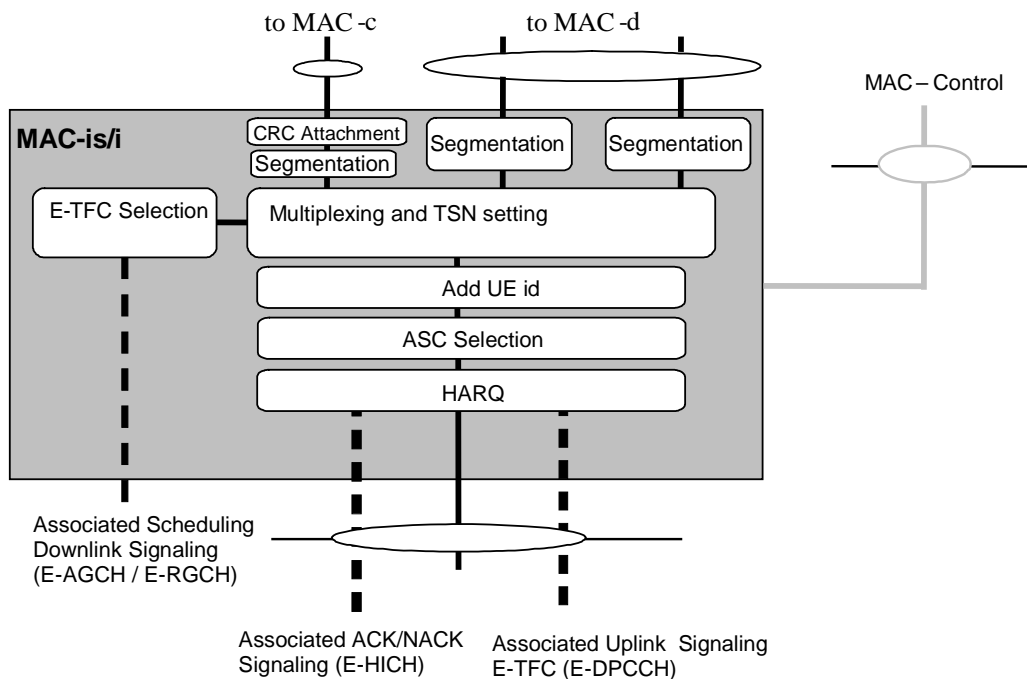 to MAC -c
to MAC -d
MAC – Control
MAC-is/i
CRC Attachment
Segmentation
Segmentation
Segmentation
E-TFC Selection
Multiplexing and TSN setting
Add UE id
ASC Selection
HARQ
Associated Scheduling
Downlink Signaling
(E-AGCH / E-RGCH)
Associated ACK/NACK
Signaling (E-HICH)
Associated Uplink Signaling
E-TFC (E-DPCCH)